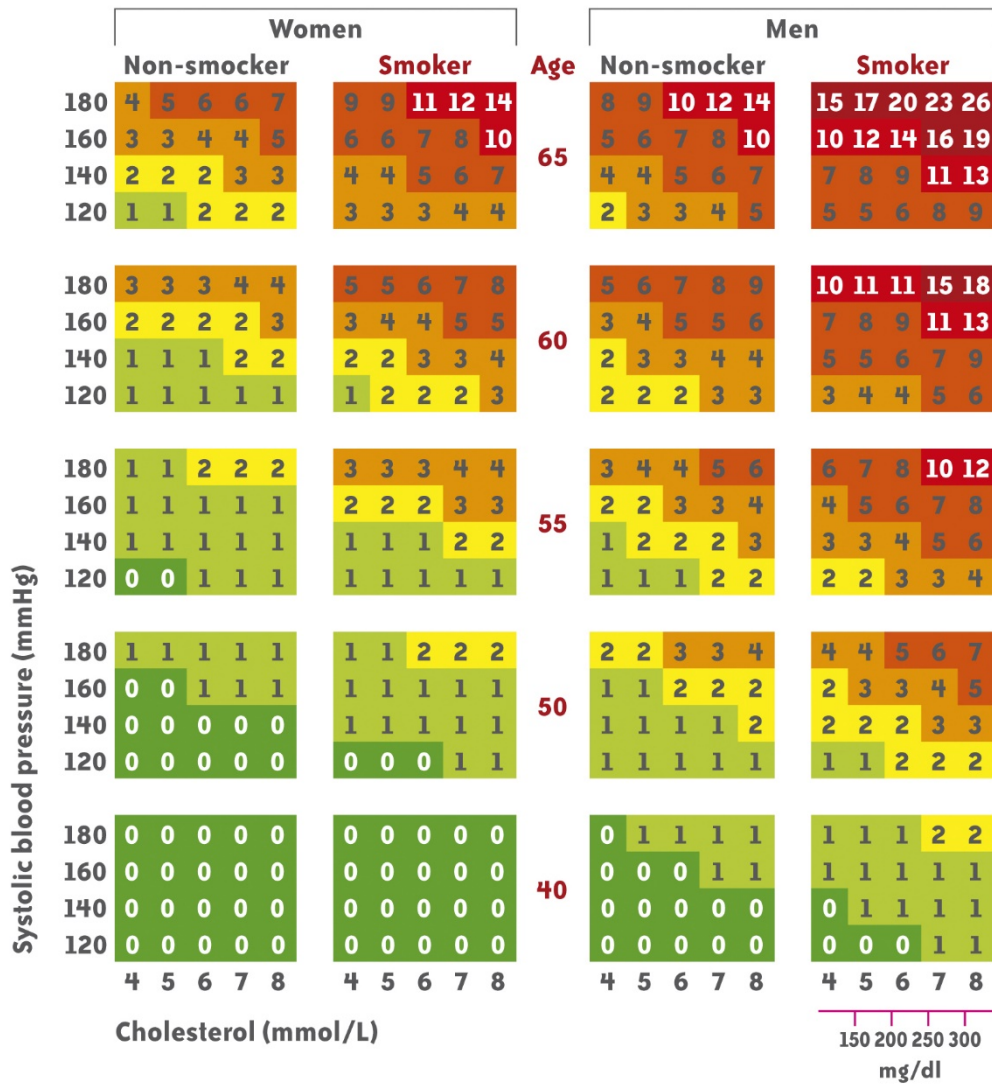 Women Men
Non-smocker Smoker Age Non-smocker Smoker
180 4 5 6 6 7 9 9 11 12 14 8 9 10 12 14 15 17 20 23 26
160 3 3 4 4 5 6 6 7 8 10 5 6 7 8 10 10 12 14 16 19
65
140 2 2 2 3 3 4 4 5 6 7 4 4 5 6 7 7 8 9 11 13
120 1 1 2 2 2 3 3 3 4 4 2 3 3 4 5 5 5 6 8 9
180 3 3 3 4 4 5 5 6 7 8 5 6 7 8 9 10 11 11 15 18
160 2 2 2 2 3 3 4 4 5 5 3 4 5 5 6 7 8 9 11 13
60
140 1 1 1 2 2 2 2 3 3 4 2 3 3 4 4 5 5 6 7 9
120 1 1 1 1 1 1 2 2 2 3 2 2 2 3 3 3 4 4 5 6
180 1 1 2 2 2 3 3 3 4 4 3 4 4 5 6 6 7 8 10 12
160 1 1 1 1 1 2 2 2 3 3 2 2 3 3 4 4 5 6 7 8
55
140 1 1 1 1 1 1 1 1 2 2 1 2 2 2 3 3 3 4 5 6
120 0 0 1 1 1 1 1 1 1 1 1 1 1 2 2 2 2 3 3 4
180 1 1 1 1 1 1 1 2 2 2 2 2 3 3 4 4 4 5 6 7
160 0 0 1 1 1 1 1 1 1 1 1 1 2 2 2 2 3 3 4 5
50
140 0 0 0 0 0 1 1 1 1 1 1 1 1 1 2 2 2 2 3 3
120 0 0 0 0 0 0 0 0 1 1 1 1 1 1 1 1 1 2 2 2
180 0 0 0 0 0 0 0 0 0 0 0 1 1 1 1 1 1 1 2 2
160 0 0 0 0 0 0 0 0 0 0 0 0 0 1 1 1 1 1 1 1
40
140 0 0 0 0 0 0 0 0 0 0 0 0 0 0 0 0 1 1 1 1
120 0 0 0 0 0 0 0 0 0 0 0 0 0 0 0 0 0 0 1 1
4 5 6 7 8 4 5 6 7 8 4 5 6 7 8 4 5 6 7 8
Systolic blood pressure (mmHg)
Cholesterol (mmol/L)
150 200 250 300
mg/dl